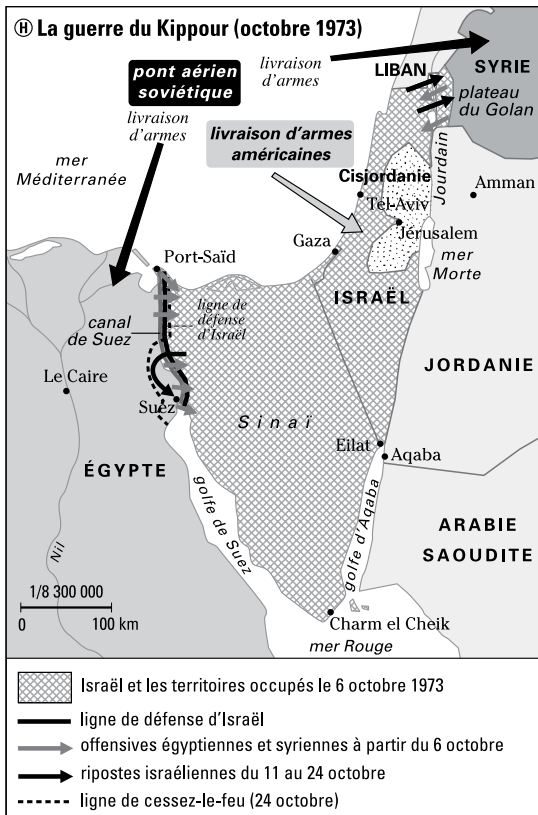 Ⓗ La guerre du Kippour (octobre 1973)
pont aérien
soviétique
livraison
d'armes
livraison
d'armes
LIBAN
SYRIE
plateau
du Golan
livraison d'armes
américaines
mer
Méditerranée
Cisjordanie
Jourdain
Tel-Aviv
Amman
Jérusalem
Gaza
mer
Morte
Port-Saïd
ISRAËL
ligne de
défense
d'Israël
canal
de Suez
JORDANIE
Le Caire
Suez
Sinaï
Eilat
Aqaba
ÉGYPTE
golfe de Suez
golfe d'Aqaba
ARABIE
SAOUDITE
Nil
1/8 300 000
0 100 km
Charm el Cheik
mer Rouge
Israël et les territoires occupés le 6 octobre 1973
ligne de défense d'Israël
offensives égyptiennes et syriennes à partir du 6 octobre
ripostes israéliennes du 11 au 24 octobre
ligne de cessez-le-feu (24 octobre)